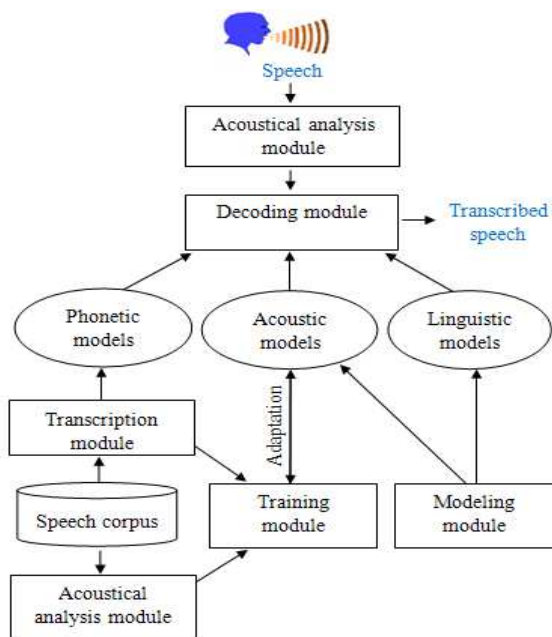 Speech
Acoustical analysis
module
Decoding module
Transcribed
speech
Phonetic
models
Acoustic
models
Linguistic
models
Transcription
module
Adaptation
Speech corpus
Training
module
Modeling
module
Acoustical
analysis module